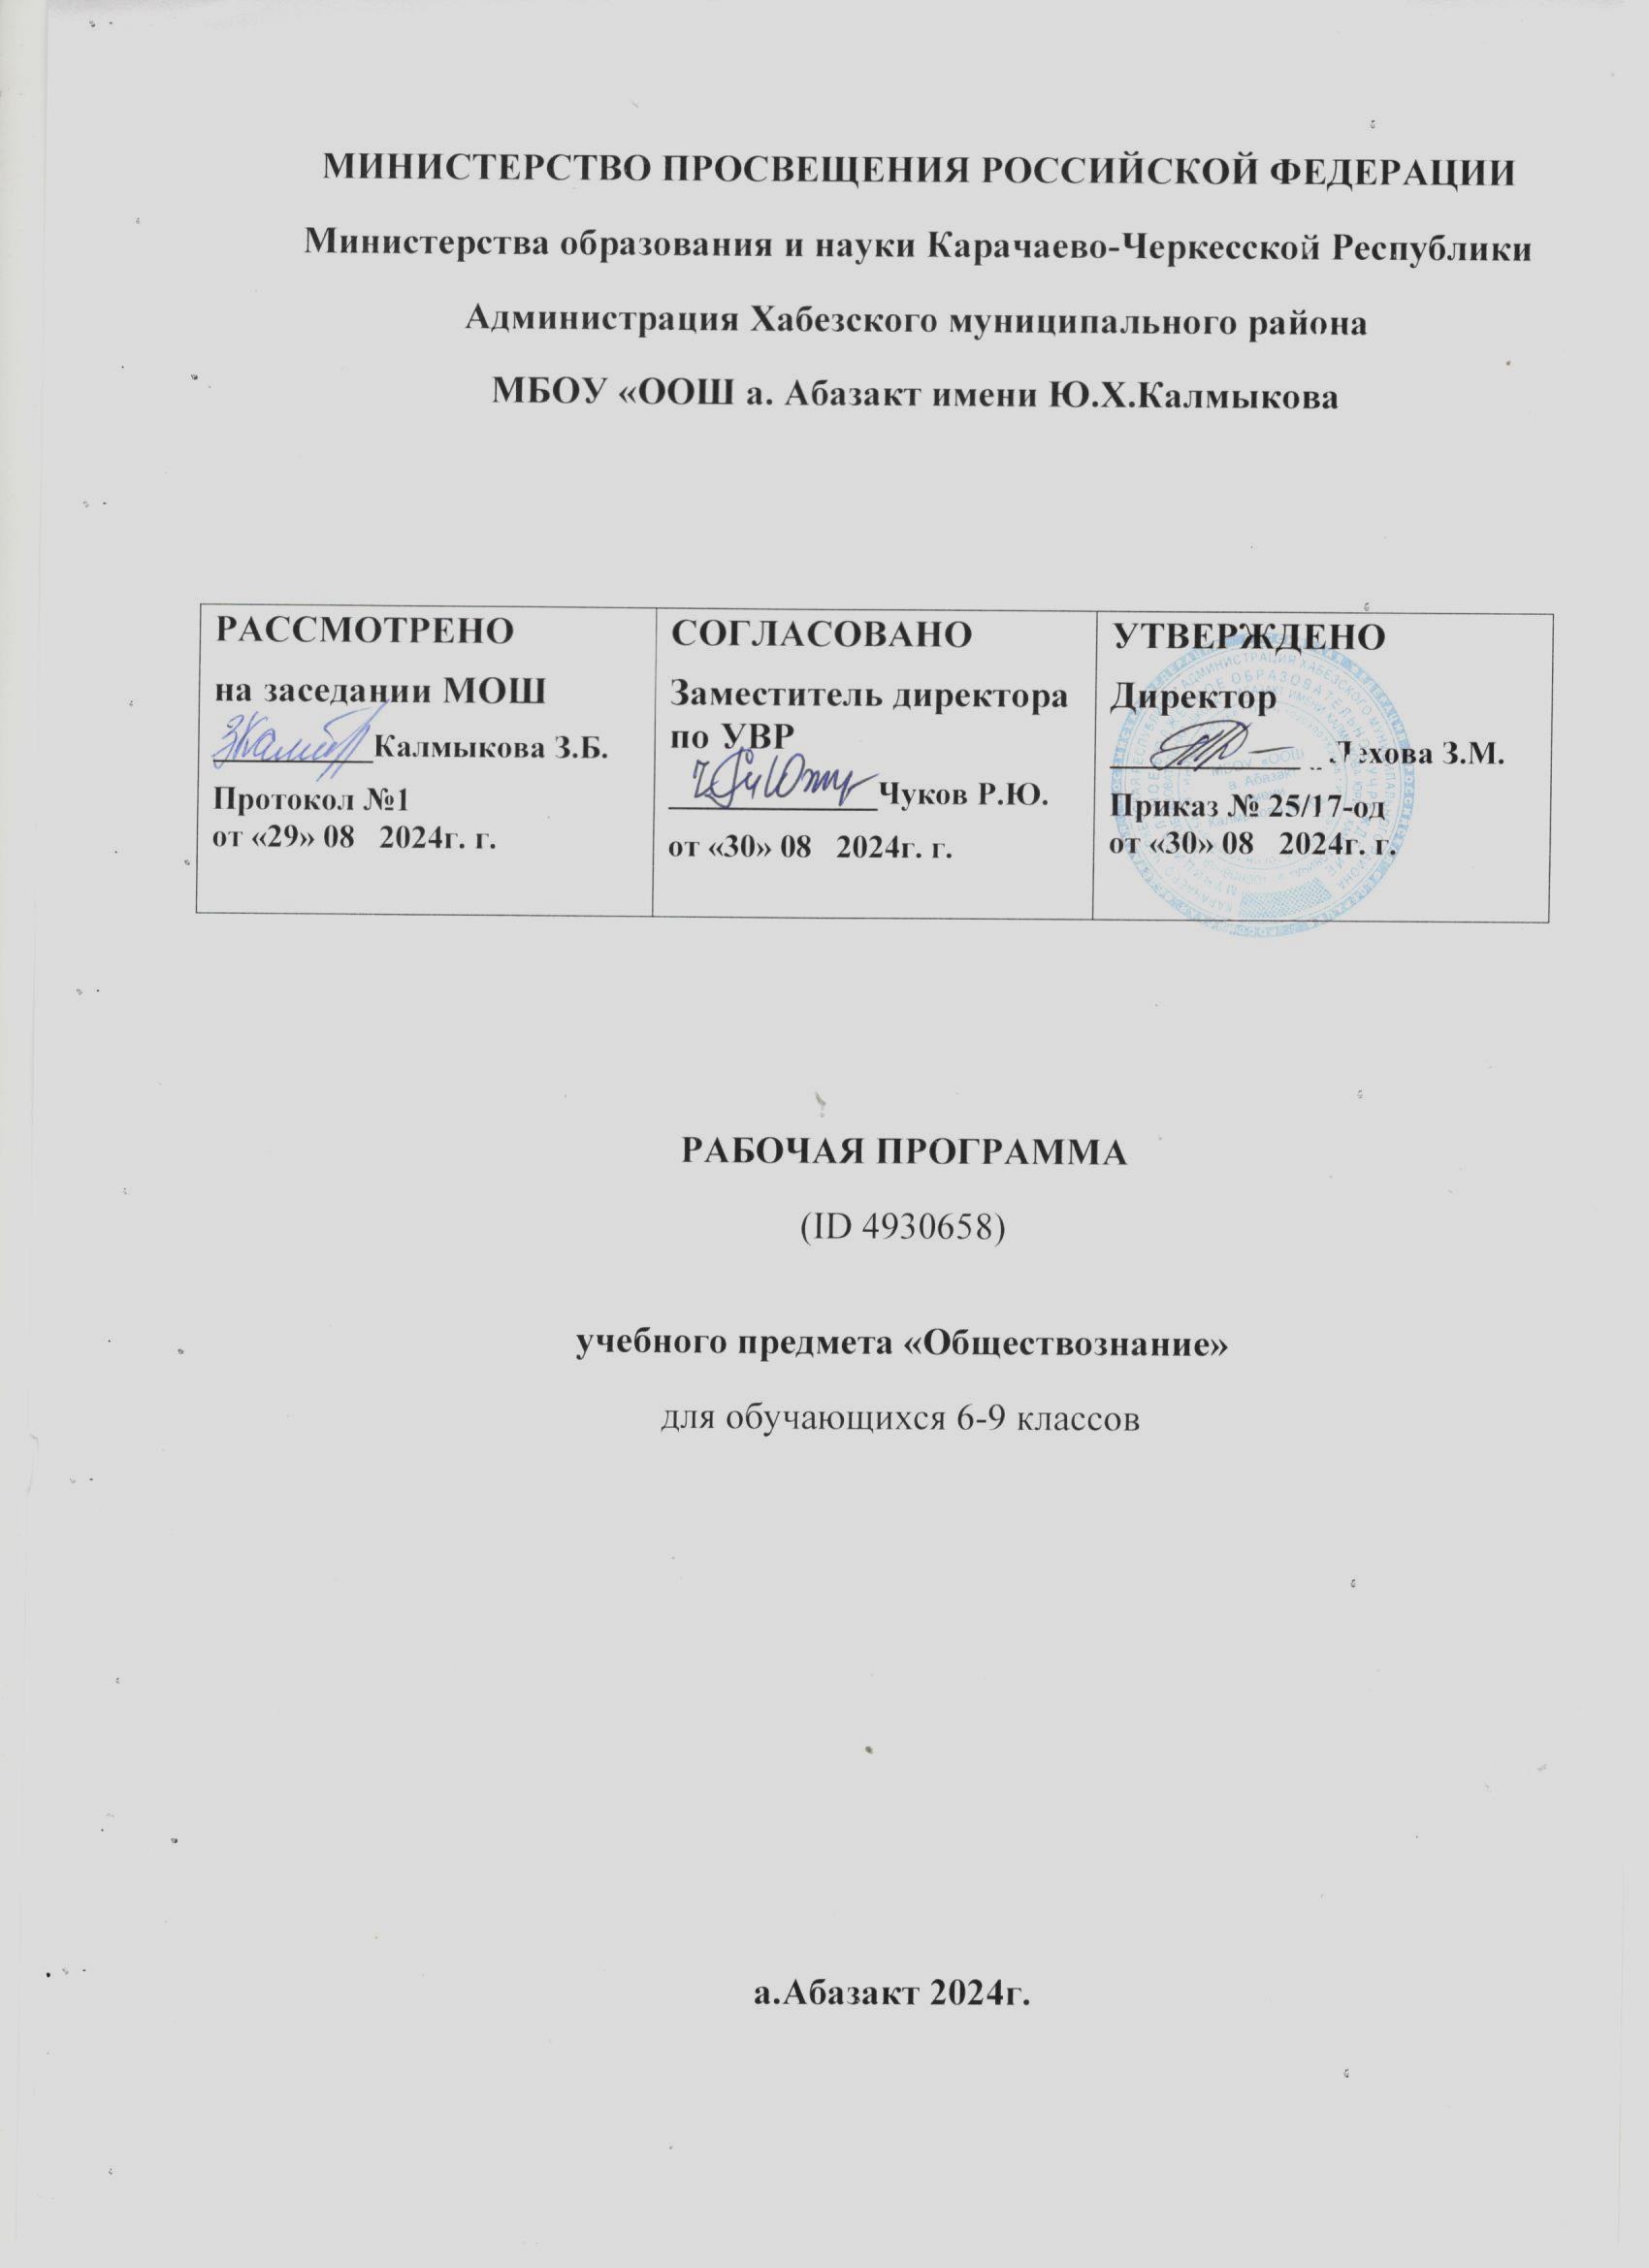 МИНИСТЕРСТВО ПРОСВЕЩЕНИЯ РОССИЙСКОЙ ФЕДЕРАЦИИ
Министерства образования и науки Карачаево-Черкесской Республики
Администрация Хабезского муниципального района
МБОУ «ООШ а. Абазакт имени Ю.Х.Калмыкова
РАССМОТРЕНО
на заседании МОШ
Калмыкова З.Б.
Протокол №1
от «29» 08 2024г. г.
СОГЛАСОВАНО
Заместитель директора
по УВР
Чуков Р.Ю.
от «30» 08 2024г. г.
УТВЕРЖДЕНО
Директор
З.М.
Приказ № 25/17-од
от «30» 08 2024г. г.
МБОУ «ООШ
а. Абазакт
РАБОЧАЯ ПРОГРАММА
(ID 4930658)
учебного предмета «Обществознание»
для обучающихся 6-9 классов
а.Абазакт 2024г.